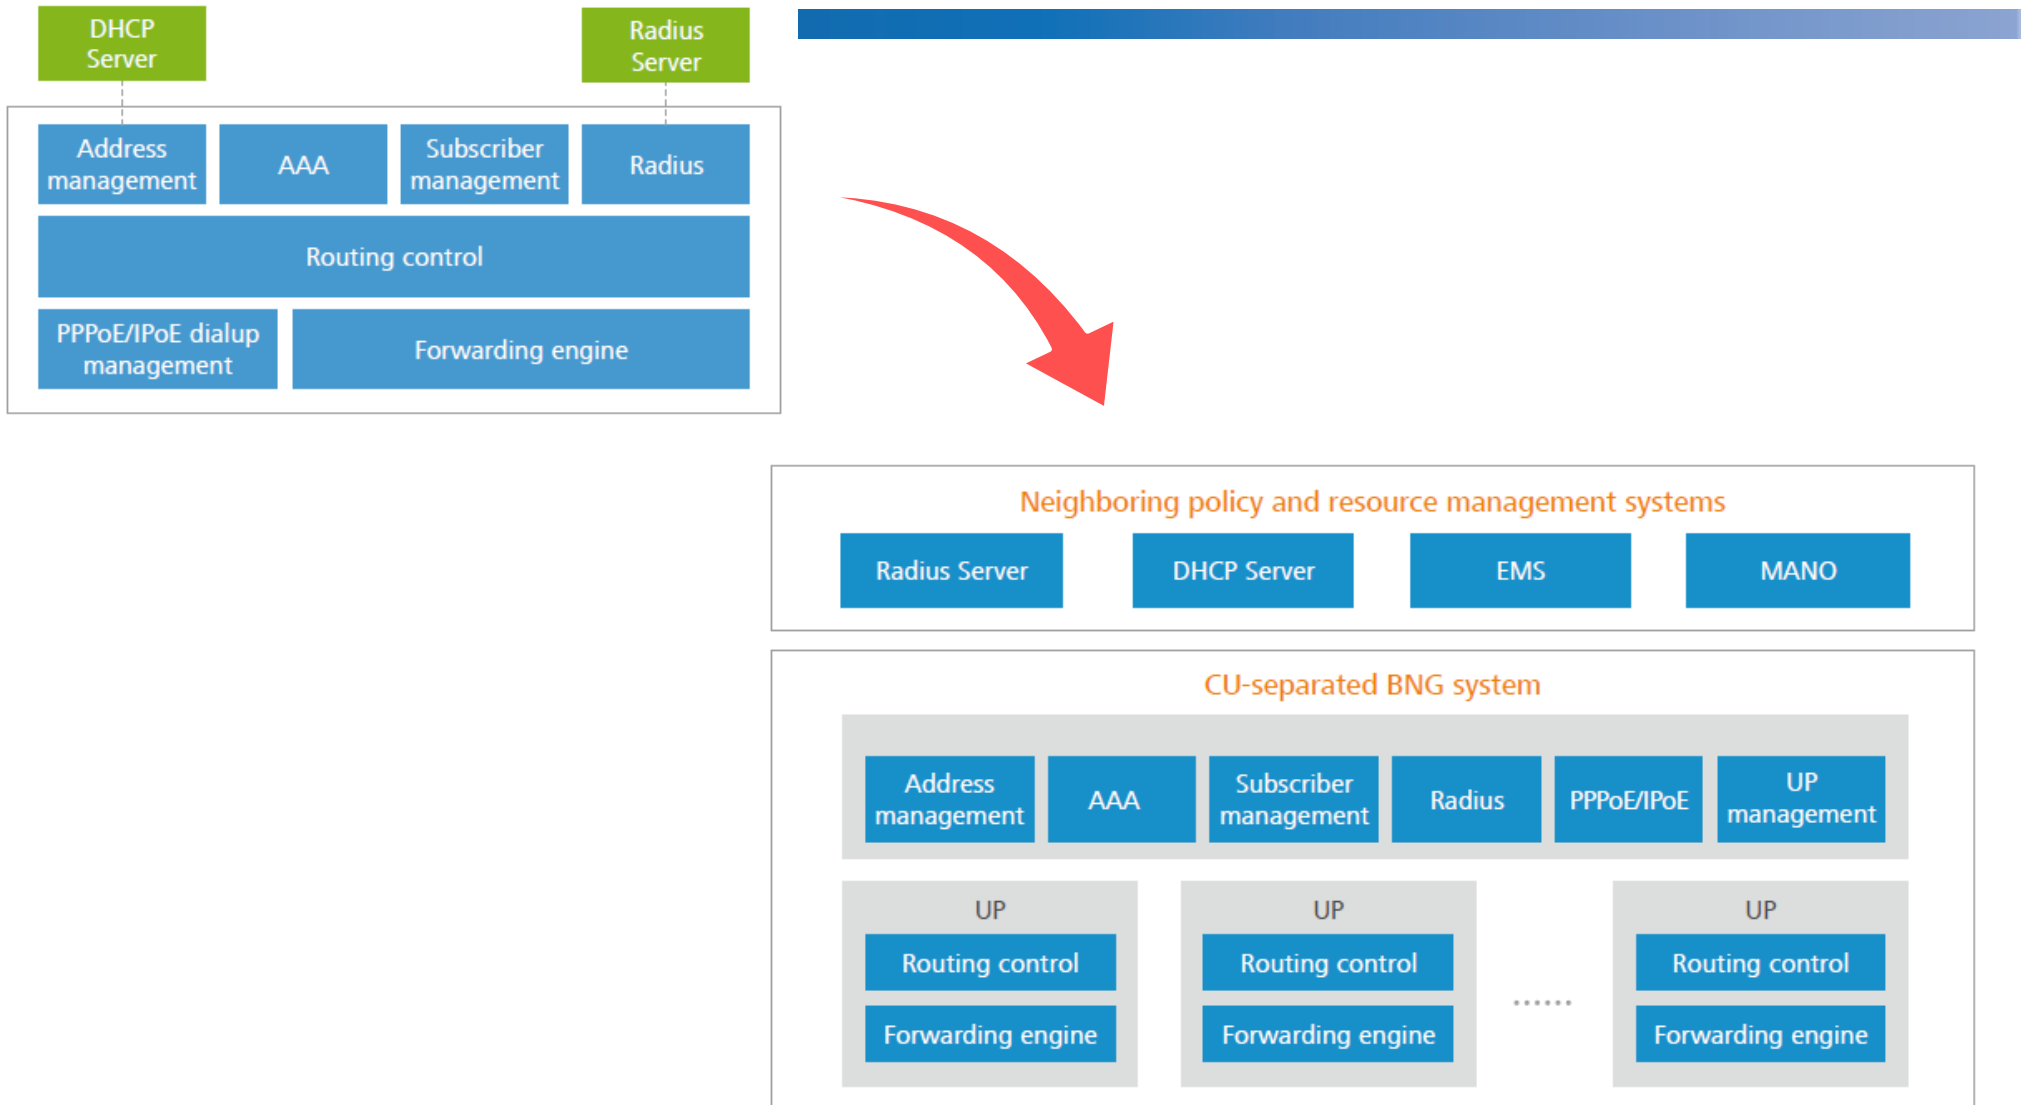 DHCP
Server
Radius
Server
Address
management
AAA
Subscriber
management
Radius
Routing control
PPPoE/IPoE dialup
management
Forwarding engine
Neighboring policy and resource management systems
Radius Server
DHCP Server
EMS
MANO
CU-separated BNG system
Address
management
AAA
Subscriber
management
Radius
PPPoE/IPoE
UP
management
UP
Routing control
Forwarding engine
UP
Routing control
Forwarding engine
......
UP
Routing control
Forwarding engine